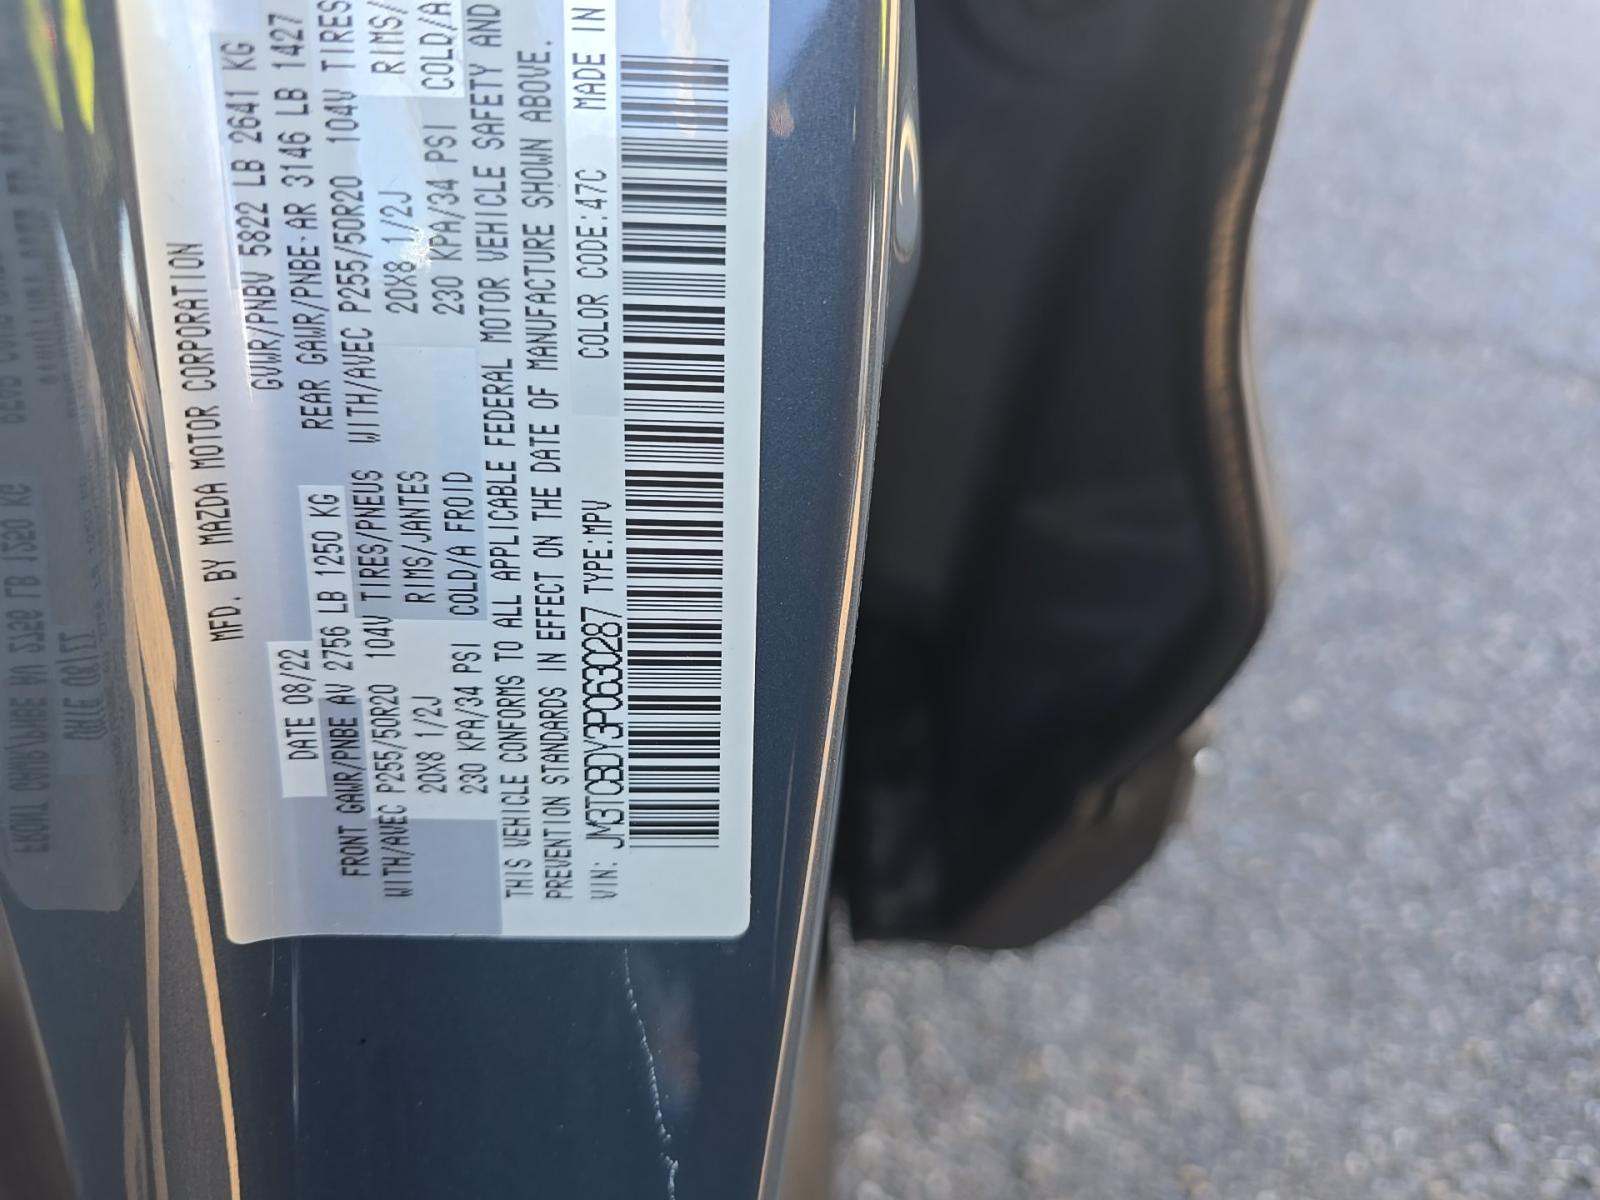 MFD. BY MAZDA MOTOR CORPORATION
DATE 08/22
GVWR/PNBV 5822 LB 2641 KG
FRONT GAWR/PNBE AV 2756 LB 1250 KG
REAR GAWR/PNBE·AR 3146 LB 1427
WITH/AVEC P255/50R20 104V TIRES/PNEUS
WITH/AVEC P255/50R20 104V TIRES
20X8 1/2J RIMS/JANTES
20X8 1/2J RIMS/
230 KPA/34 PSI COLD/A FROID
230 KPA/34 PSI COLD/A
THIS VEHICLE CONFORMS TO ALL APPLICABLE FEDERAL MOTOR VEHICLE SAFETY AND
PREVENTION STANDARDS IN EFFECT ON THE DATE OF MANUFACTURE SHOWN ABOVE.
VIN: JM3TCBDY3P0630287 TYPE:MPV COLOR CODE:47C MADE IN